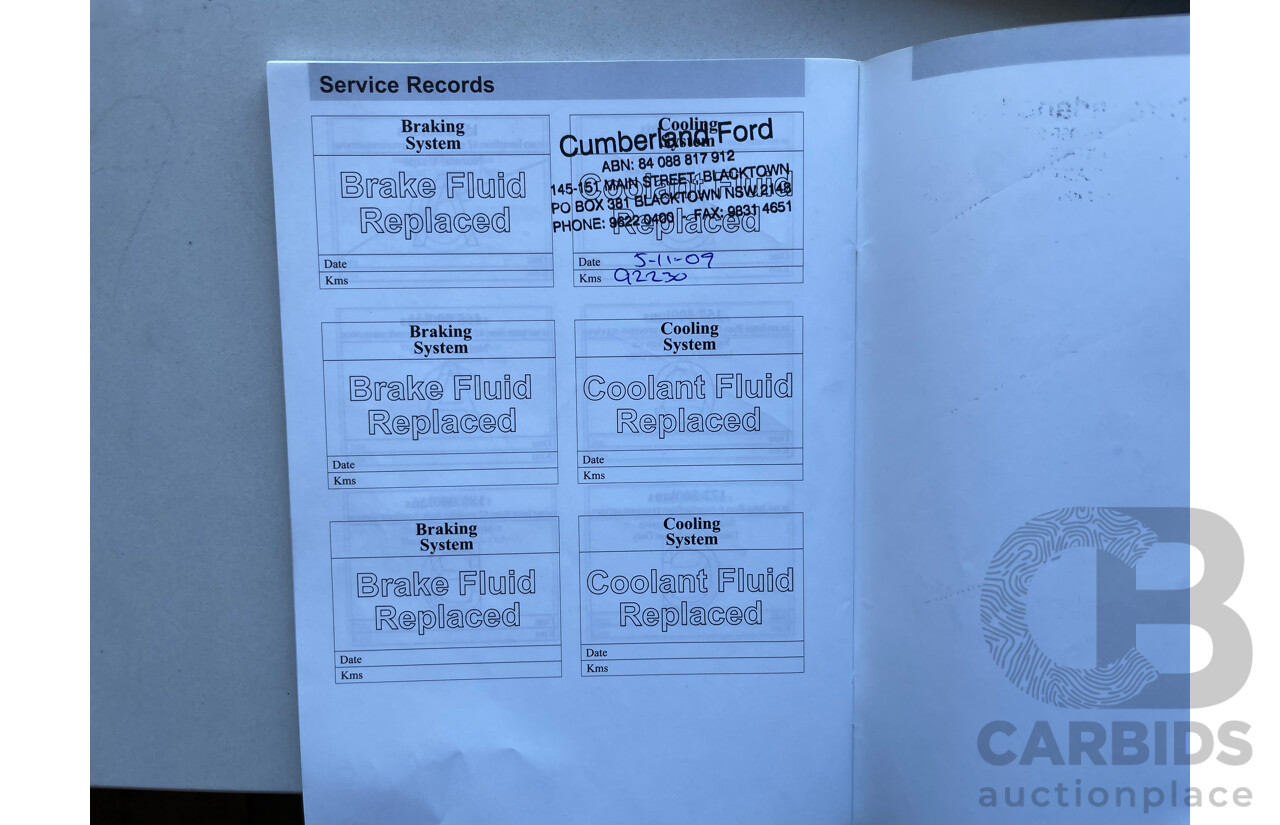 Service Records
Braking
System
Brake Fluid
Replaced
Date
Kms
Cooling
System
Cumberland Ford
ABN: 84 088 817 912
145-151 MAIN STREET, BLACKTOWN
PO BOX 381 BLACKTOWN NSW 2148
PHONE: 9622 0400 - FAX: 9831 4651
Coolant Fluid
Replaced
Date 5-11-09
Kms 92230
Braking
System
Brake Fluid
Replaced
Date
Kms
Cooling
System
Coolant Fluid
Replaced
Date
Kms
Braking
System
Brake Fluid
Replaced
Date
Kms
Cooling
System
Coolant Fluid
Replaced
Date
Kms
CB
CARBIDS
auctionplace